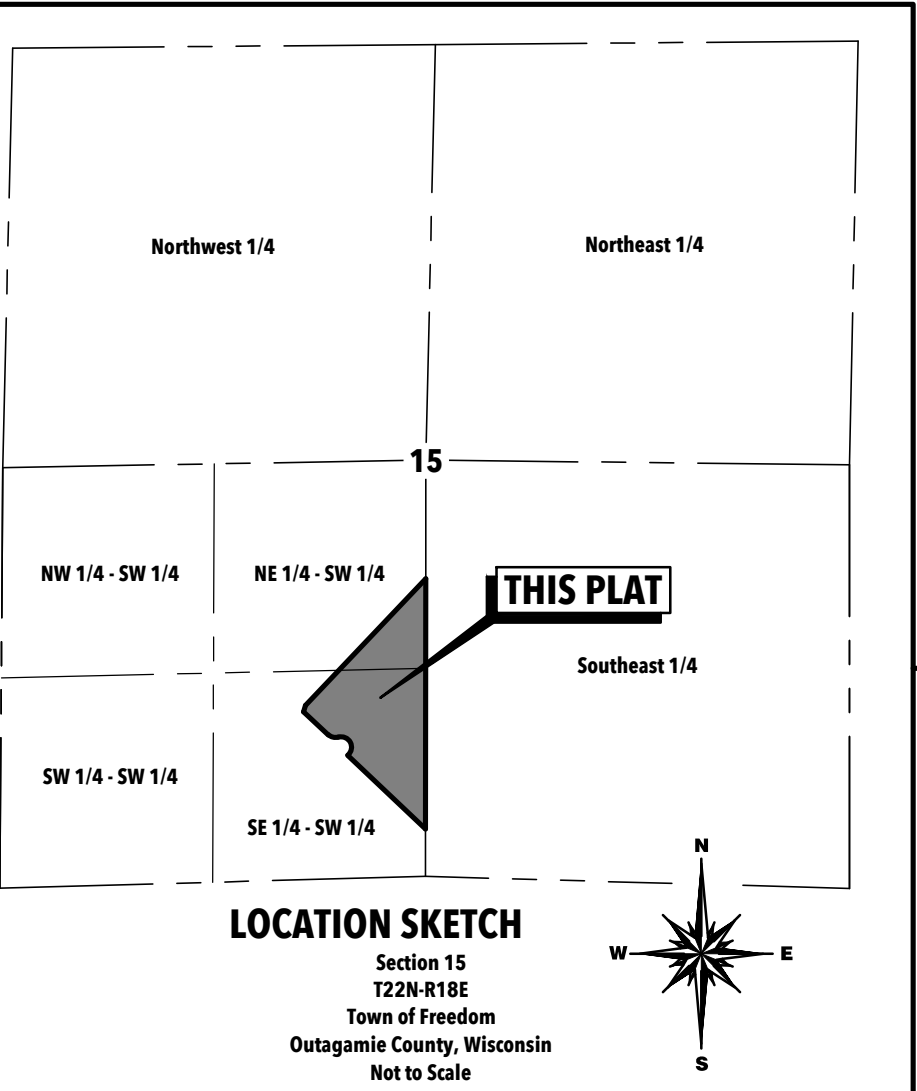 Northwest 1/4
Northeast 1/4
15
NW 1/4 - SW 1/4
NE 1/4 - SW 1/4
THIS PLAT
Southeast 1/4
SW 1/4 - SW 1/4
SE 1/4 - SW 1/4
N
W
E
S
LOCATION SKETCH
Section 15
T22N-R18E
Town of Freedom
Outagamie County, Wisconsin
Not to Scale